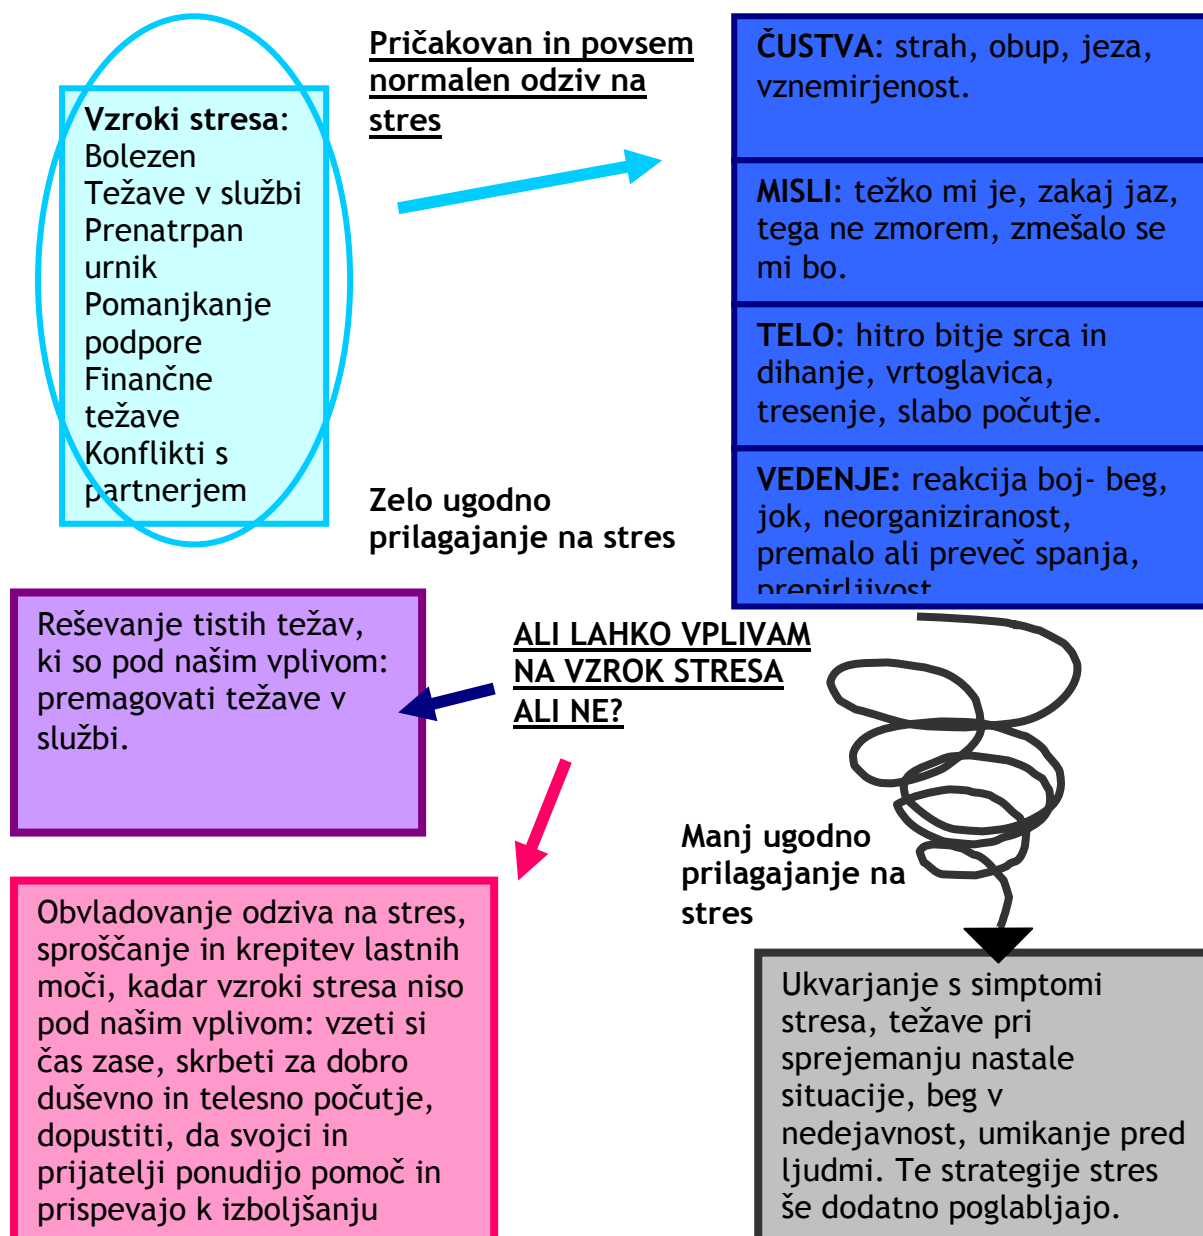 Vzroki stresa:
Bolezen
Težave v službi
Prenatrpan
urnik
Pomanjkanje
podpore
Finančne
težave
Konflikti s
partnerjem
Pričakovan in povsem
normalen odziv na
stres
ČUSTVA: strah, obup, jeza,
vznemirjenost.
MISLI: težko mi je, zakaj jaz,
tega ne zmorem, zmešalo se
mi bo.
TELO: hitro bitje srca in
dihanje, vrtoglavica,
tresenje, slabo počutje.
VEDENJE: reakcija boj- beg,
jok, neorganiziranost,
premalo ali preveč spanja,
prepirljivost
Zelo ugodno
prilagajanje na stres
ALI LAHKO VPLIVAM
NA VZROK STRESA
ALI NE?
Reševanje tistih težav,
ki so pod našim vplivom:
premagovati težave v
službi.
Obvladovanje odziva na stres,
sproščanje in krepitev lastnih
moči, kadar vzroki stresa niso
pod našim vplivom: vzeti si
čas zase, skrbeti za dobro
duševno in telesno počutje,
dopustiti, da svojci in
prijatelji ponudijo pomoč in
prispevajo k izboljšanju
Manj ugodno
prilagajanje na
stres
Ukvarjanje s simptomi
stresa, težave pri
sprejemanju nastale
situacije, beg v
nedejavnost, umikanje pred
ljudmi. Te strategije stres
še dodatno poglabljajo.